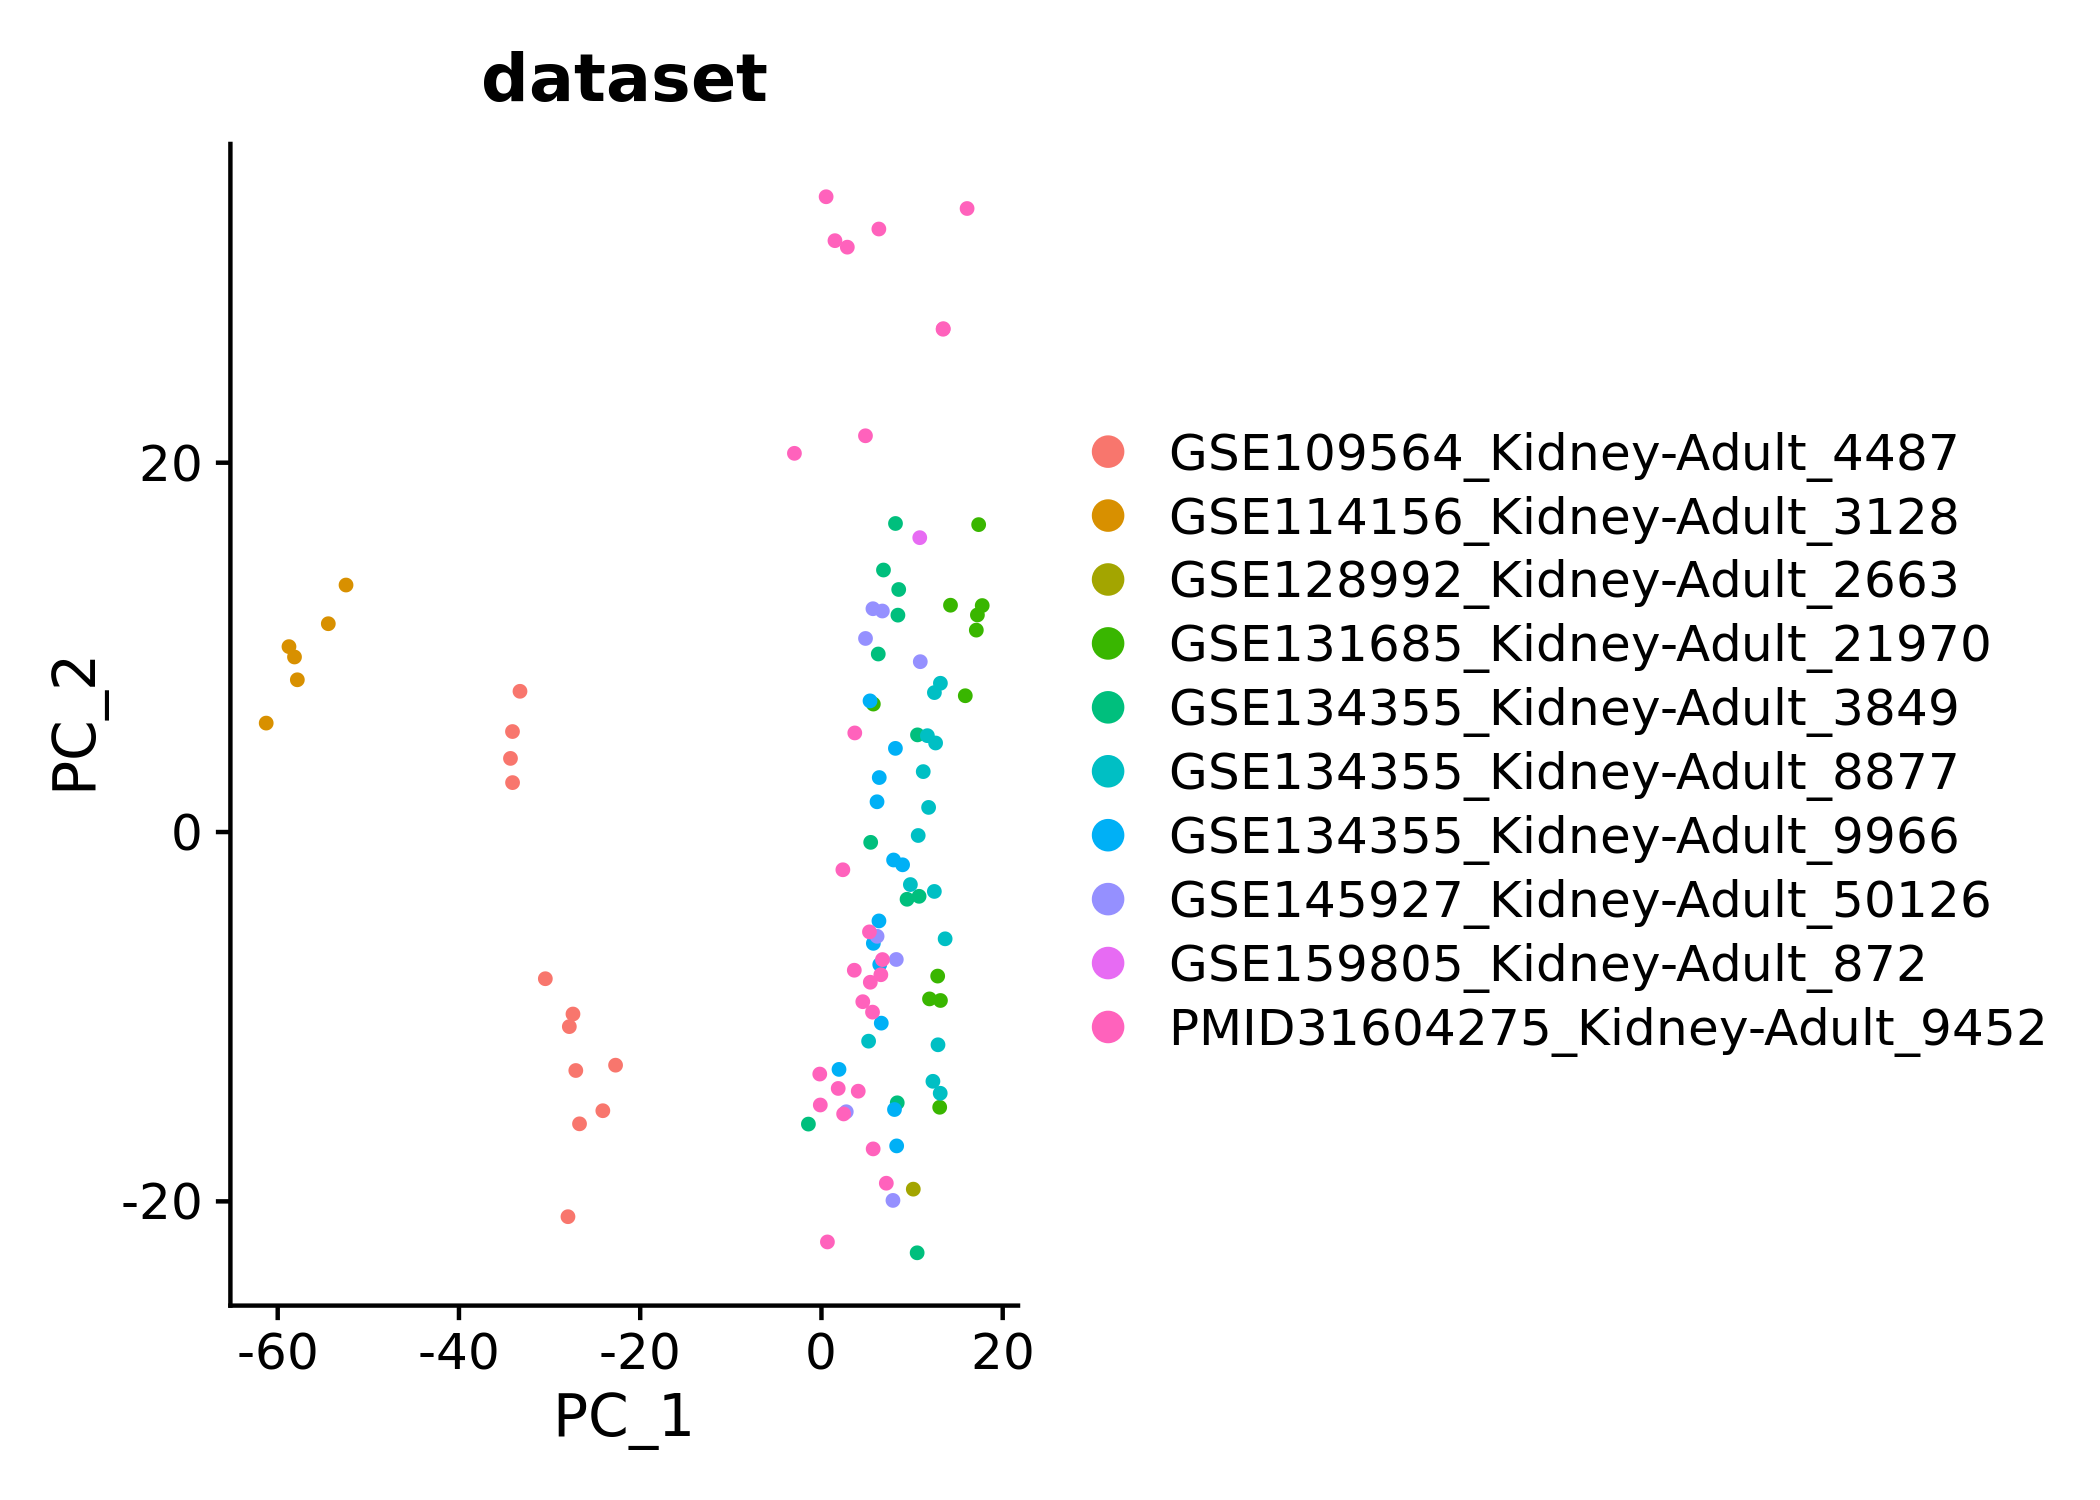 dataset
PC_2
20
0
-20
-60
-40
-20
0
20
PC_1
GSE109564_Kidney-Adult_4487
GSE114156_Kidney-Adult_3128
GSE128992_Kidney-Adult_2663
GSE131685_Kidney-Adult_21970
GSE134355_Kidney-Adult_3849
GSE134355_Kidney-Adult_8877
GSE134355_Kidney-Adult_9966
GSE145927_Kidney-Adult_50126
GSE159805_Kidney-Adult_872
PMID31604275_Kidney-Adult_9452